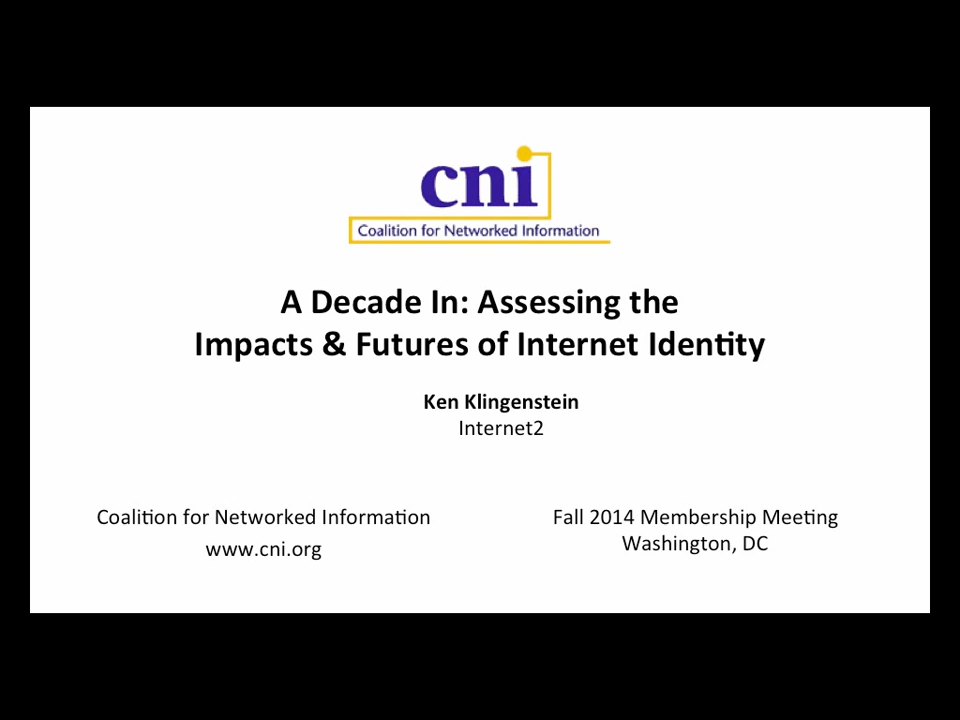 cni
Coalition for Networked Information
A Decade In: Assessing the
Impacts & Futures of Internet Identity
Ken Klingenstein
Internet2
Coalition for Networked Information
www.cni.org
Fall 2014 Membership Meeting
Washington, DC